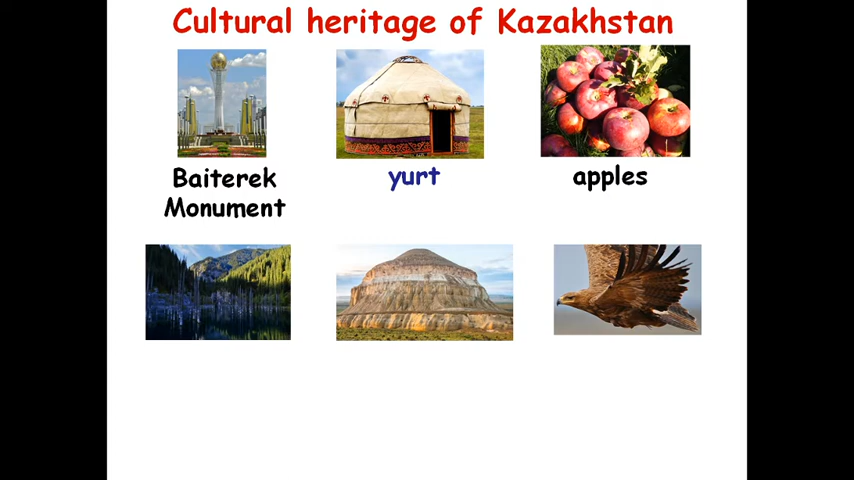 Cultural heritage of Kazakhstan
Baiterek
Monument
yurt
apples